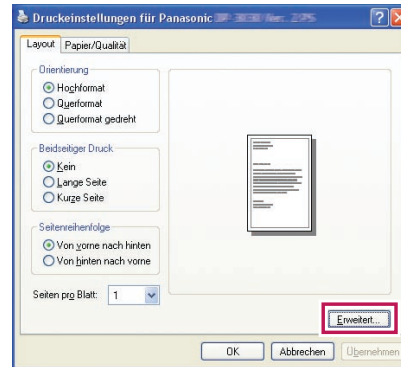 Druckeinstellungen für Panasonic
Layout
Papier/Qualität
Orientierung
Hochformat
Querformat
Querformat gedreht
Beidseitiger Druck
Kein
Lange Seite
Kurze Seite
Seitenreihenfolge
Von vorne nach hinten
Von hinten nach vorne
Seiten pro Blatt: 1
Erweitert...
OK
Abbrechen
Übernehmen